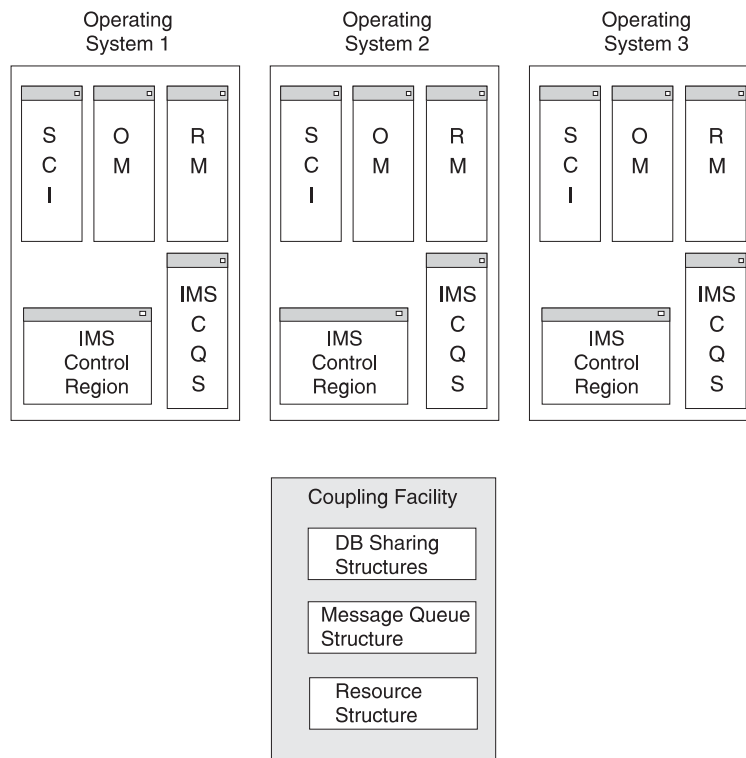 Operating
System 1
Operating
System 2
Operating
System 3
S
C
I
O
M
R
M
IMS
Control
Region
IMS
C
Q
S
S
C
I
O
M
R
M
IMS
Control
Region
IMS
C
Q
S
S
C
I
O
M
R
M
IMS
Control
Region
IMS
C
Q
S
Coupling Facility
DB Sharing
Structures
Message Queue
Structure
Resource
Structure